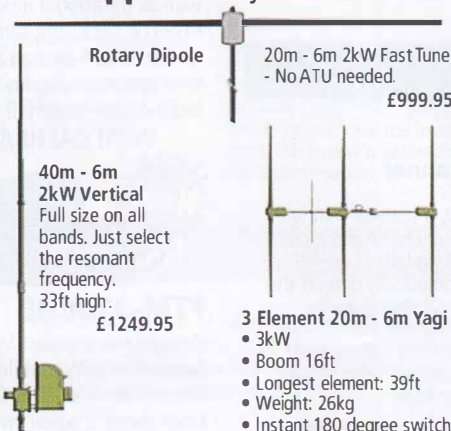 Rotary Dipole
20m - 6m 2kW Fast Tune
- No ATU needed.
£999.95
40m - 6m
2kW Vertical
Full size on all
bands. Just select
the resonant
frequency.
33ft high.
£1249.95
3 Element 20m - 6m Yagi
• 3kW
• Boom 16ft
• Longest element: 39ft
• Weight: 26kg
• Instant 180 degree switch